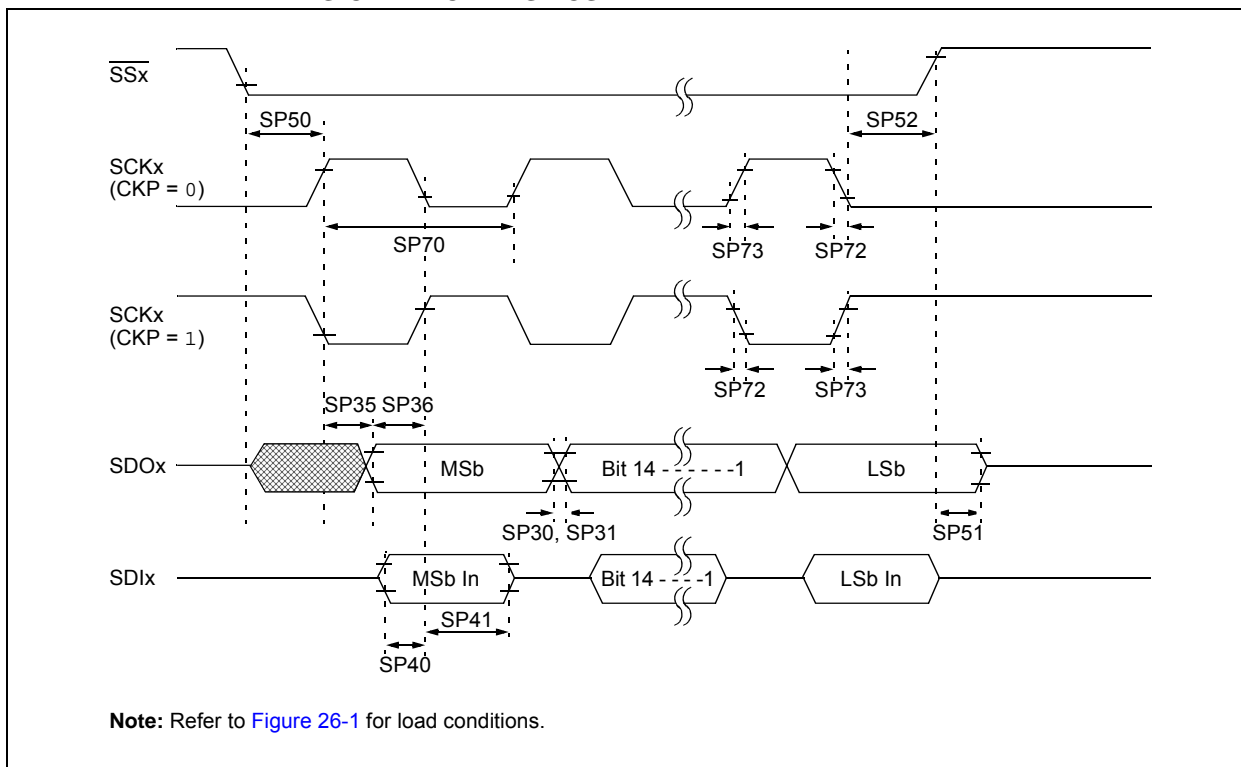 SSx
SP50
SP52
SCKx
(CKP = 0)
SP70
SP73
SP72
SCKx
(CKP = 1)
SP72
SP73
SP35
SP36
SDOx
MSb
Bit 14 - - - - - - -1
LSb
SP30, SP31
SP51
SDIx
MSb In
Bit 14 - - - - -1
LSb In
SP41
SP40
Note: Refer to Figure 26-1 for load conditions.